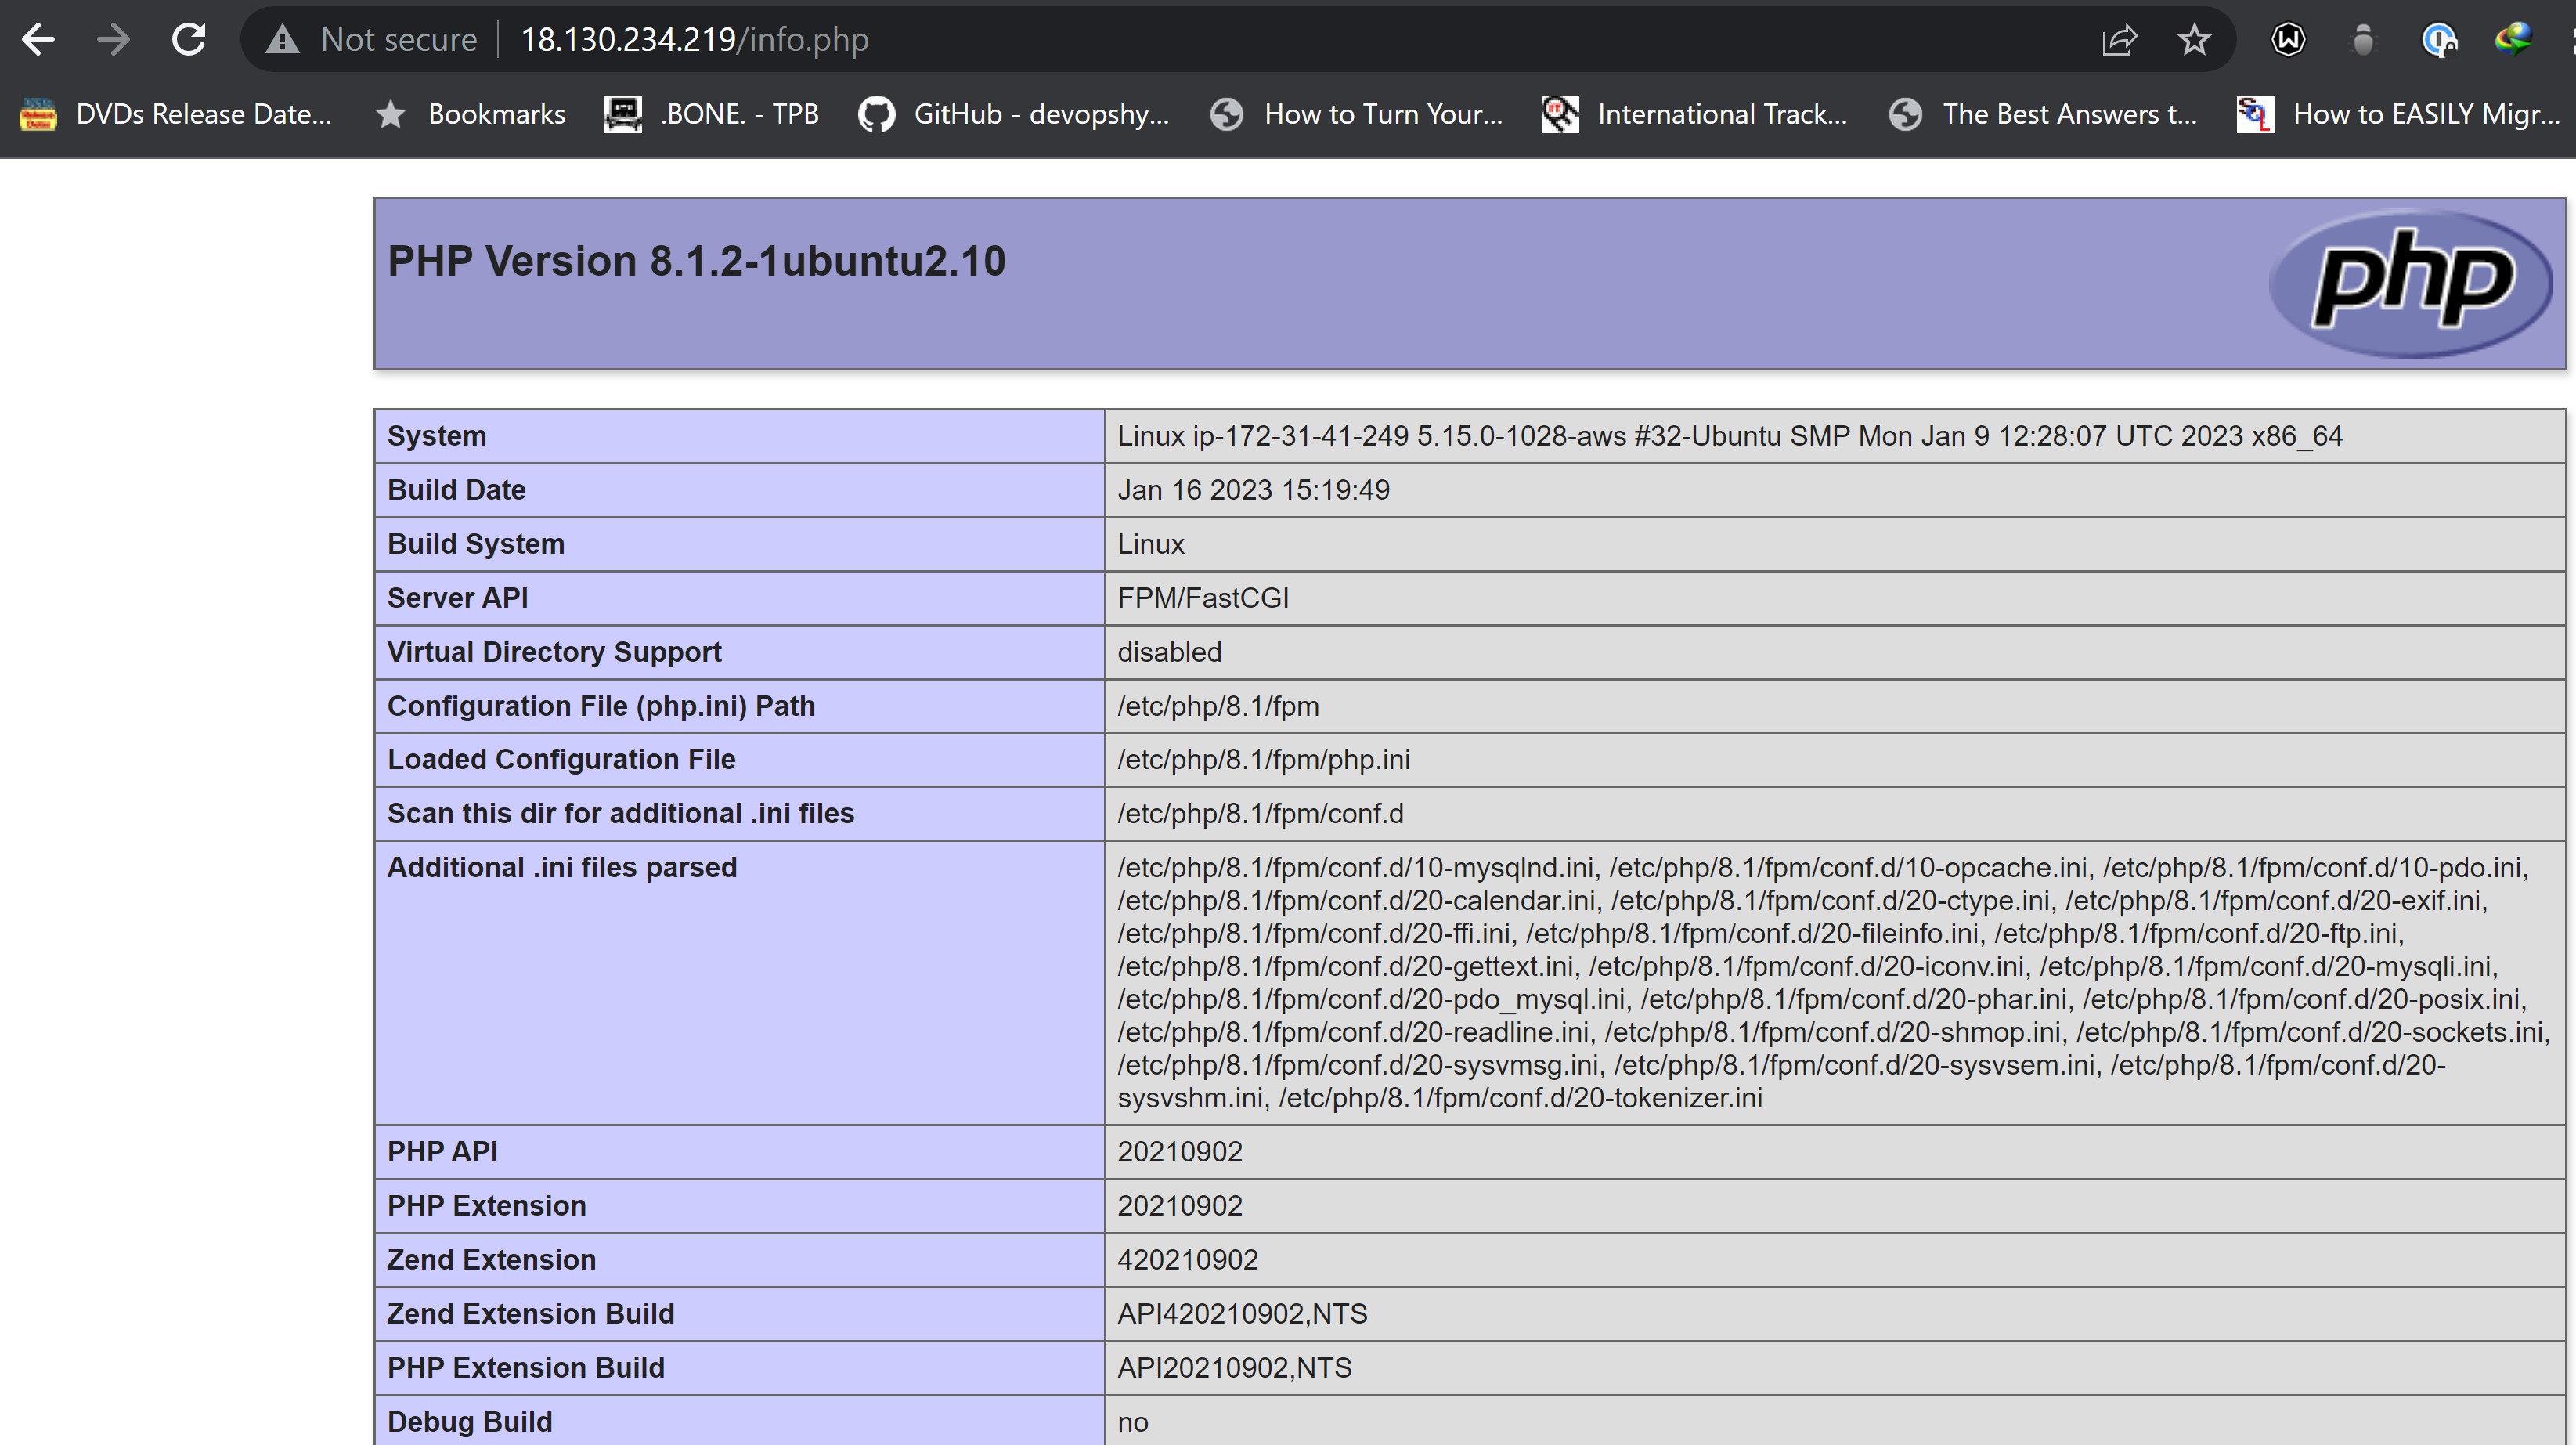 Not secure 18.130.234.219/info.php
DVDs Release Date... Bookmarks .BONE. - TPB GitHub - devopshy... How to Turn Your... International Track... The Best Answers t... How to EASILY Migr...
PHP Version 8.1.2-1ubuntu2.10
php
System Linux ip-172-31-41-249 5.15.0-1028-aws #32-Ubuntu SMP Mon Jan 9 12:28:07 UTC 2023 x86_64
Build Date Jan 16 2023 15:19:49
Build System Linux
Server API FPM/FastCGI
Virtual Directory Support disabled
Configuration File (php.ini) Path /etc/php/8.1/fpm
Loaded Configuration File /etc/php/8.1/fpm/php.ini
Scan this dir for additional .ini files /etc/php/8.1/fpm/conf.d
Additional .ini files parsed /etc/php/8.1/fpm/conf.d/10-mysqlnd.ini, /etc/php/8.1/fpm/conf.d/10-opcache.ini, /etc/php/8.1/fpm/conf.d/10-pdo.ini,
/etc/php/8.1/fpm/conf.d/20-calendar.ini, /etc/php/8.1/fpm/conf.d/20-ctype.ini, /etc/php/8.1/fpm/conf.d/20-exif.ini,
/etc/php/8.1/fpm/conf.d/20-ffi.ini, /etc/php/8.1/fpm/conf.d/20-fileinfo.ini, /etc/php/8.1/fpm/conf.d/20-ftp.ini,
/etc/php/8.1/fpm/conf.d/20-gettext.ini, /etc/php/8.1/fpm/conf.d/20-iconv.ini, /etc/php/8.1/fpm/conf.d/20-mysqli.ini,
/etc/php/8.1/fpm/conf.d/20-pdo_mysql.ini, /etc/php/8.1/fpm/conf.d/20-phar.ini, /etc/php/8.1/fpm/conf.d/20-posix.ini,
/etc/php/8.1/fpm/conf.d/20-readline.ini, /etc/php/8.1/fpm/conf.d/20-shmop.ini, /etc/php/8.1/fpm/conf.d/20-sockets.ini,
/etc/php/8.1/fpm/conf.d/20-sysvmsg.ini, /etc/php/8.1/fpm/conf.d/20-sysvsem.ini, /etc/php/8.1/fpm/conf.d/20-
sysvshm.ini, /etc/php/8.1/fpm/conf.d/20-tokenizer.ini
PHP API 20210902
PHP Extension 20210902
Zend Extension 420210902
Zend Extension Build API420210902,NTS
PHP Extension Build API20210902,NTS
Debug Build no